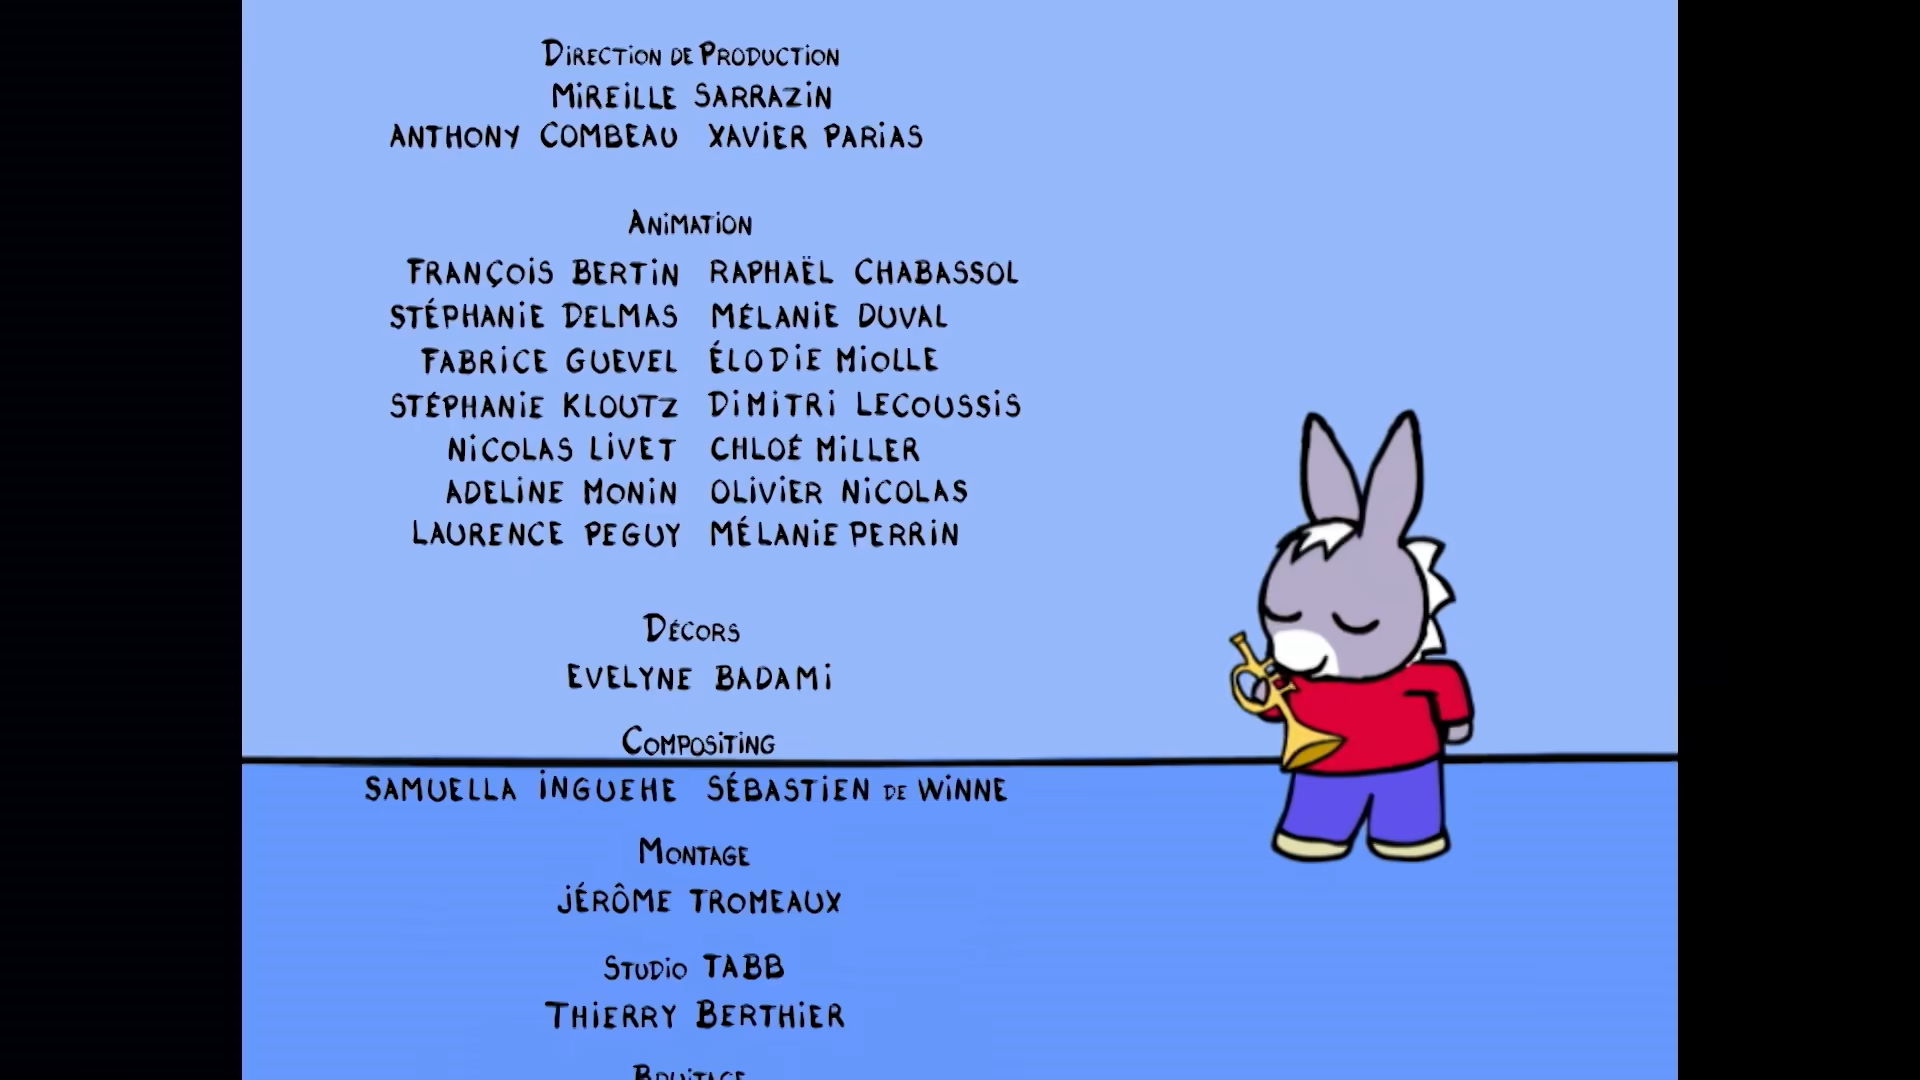 Direction de Production
Mireille Sarrazin
Anthony Combeau Xavier Parias
Animation
François Bertin Raphaël Chabassol
Stéphanie Delmas Mélanie Duval
Fabrice Guevel Élodie Miolle
Stéphanie Kloutz Dimitri Lecoussis
Nicolas Livet Chloé Miller
Adeline Monin Olivier Nicolas
Laurence Peguy Mélanie Perrin
Décors
Evelyne Badami
Compositing
Samuella Inguehe Sébastien de Winne
Montage
Jérôme Tromeaux
Studio TABB
Thierry Berthier
Bruitage